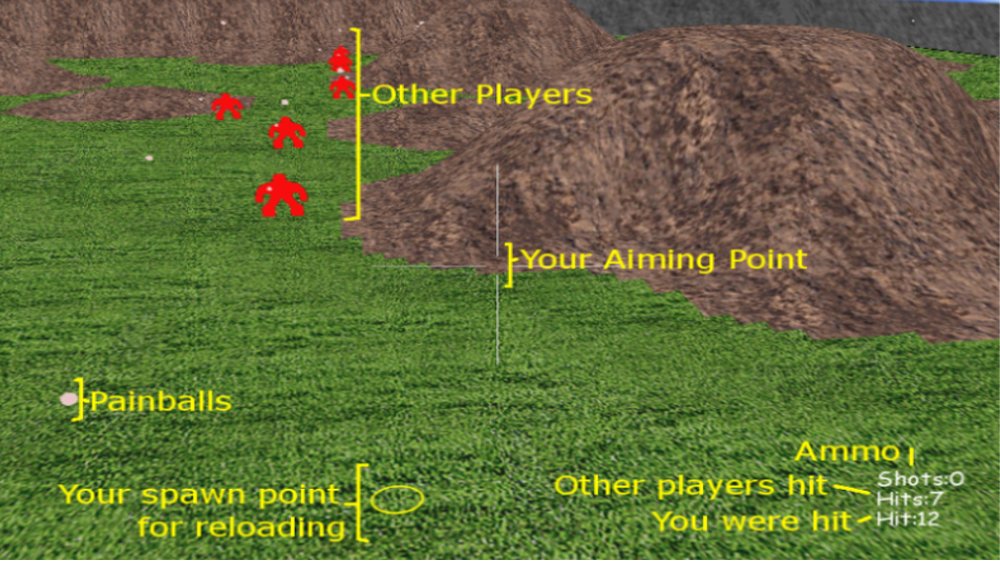 Other Players
Your Aiming Point
Painballs
Your spawn point
for reloading
Ammo
Other players hit
You were hit
Shots:0
Hits:7
Hit:12